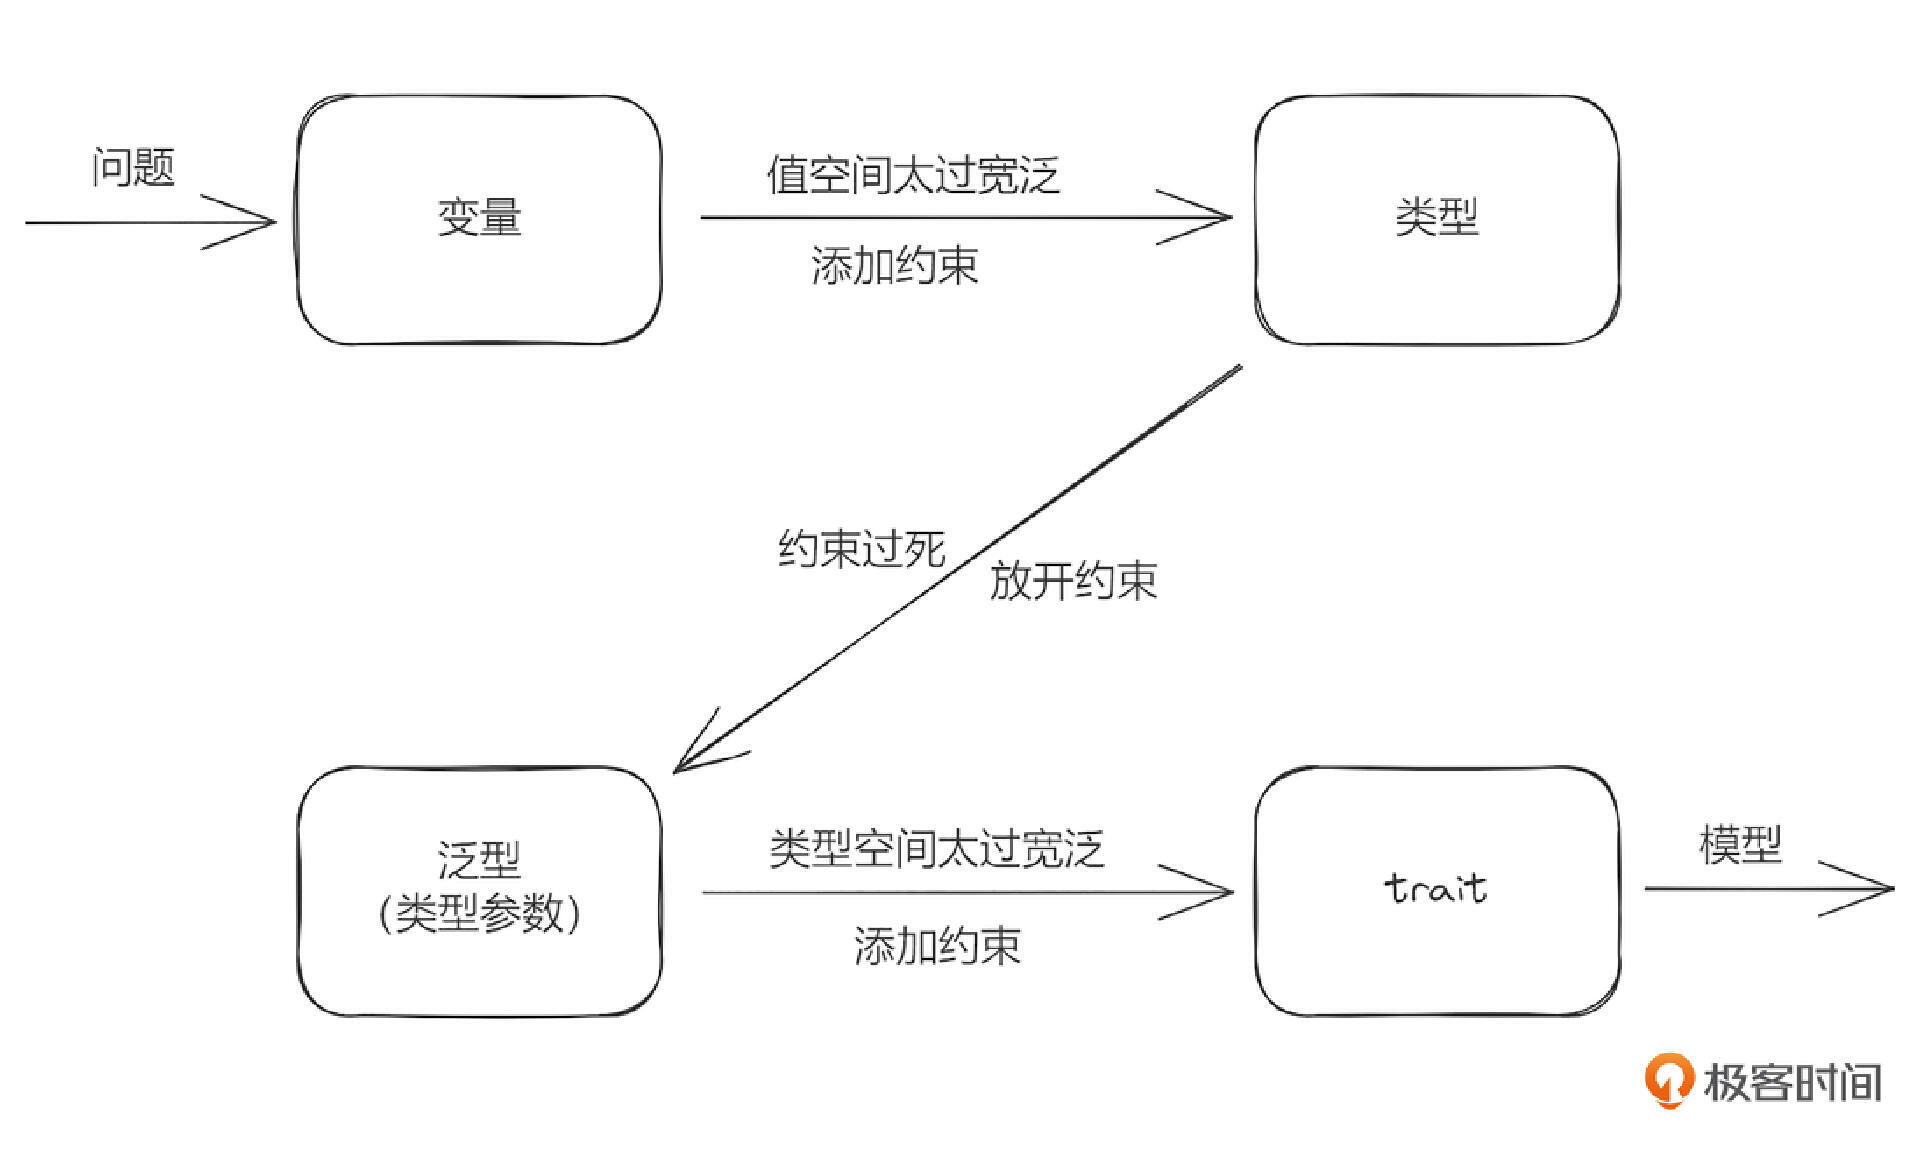 问题
变量
值空间太过宽泛
添加约束
类型
约束过死
放开约束
泛型
(类型参数)
类型空间太过宽泛
添加约束
trait
模型
极客时间